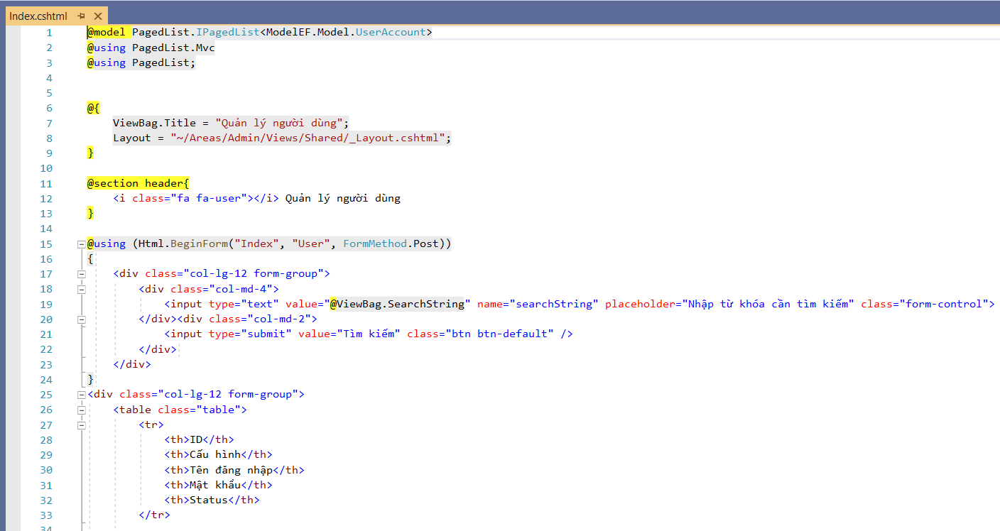 Index.cshtml
1 @model PagedList.IPagedList<ModelEF.Model.UserAccount>
2 @using PagedList.Mvc
3 @using PagedList;
4
5
6 @{
7 ViewBag.Title = "Quản lý người dùng";
8 Layout = "~/Areas/Admin/Views/Shared/_Layout.cshtml";
9 }
10
11 @section header{
12 <i class="fa fa-user"></i> Quản lý người dùng
13 }
14
15 @using (Html.BeginForm("Index", "User", FormMethod.Post))
16 {
17 <div class="col-lg-12 form-group">
18 <div class="col-md-4">
19 <input type="text" value="@ViewBag.SearchString" name="searchString" placeholder="Nhập từ khóa cần tìm kiếm" class="form-control">
20 </div><div class="col-md-2">
21 <input type="submit" value="Tìm kiếm" class="btn btn-default" />
22 </div>
23 </div>
24 }
25 <div class="col-lg-12 form-group">
26 <table class="table">
27 <tr>
28 <th>ID</th>
29 <th>Cấu hình</th>
30 <th>Tên đăng nhập</th>
31 <th>Mật khẩu</th>
32 <th>Status</th>
33 </tr>
34